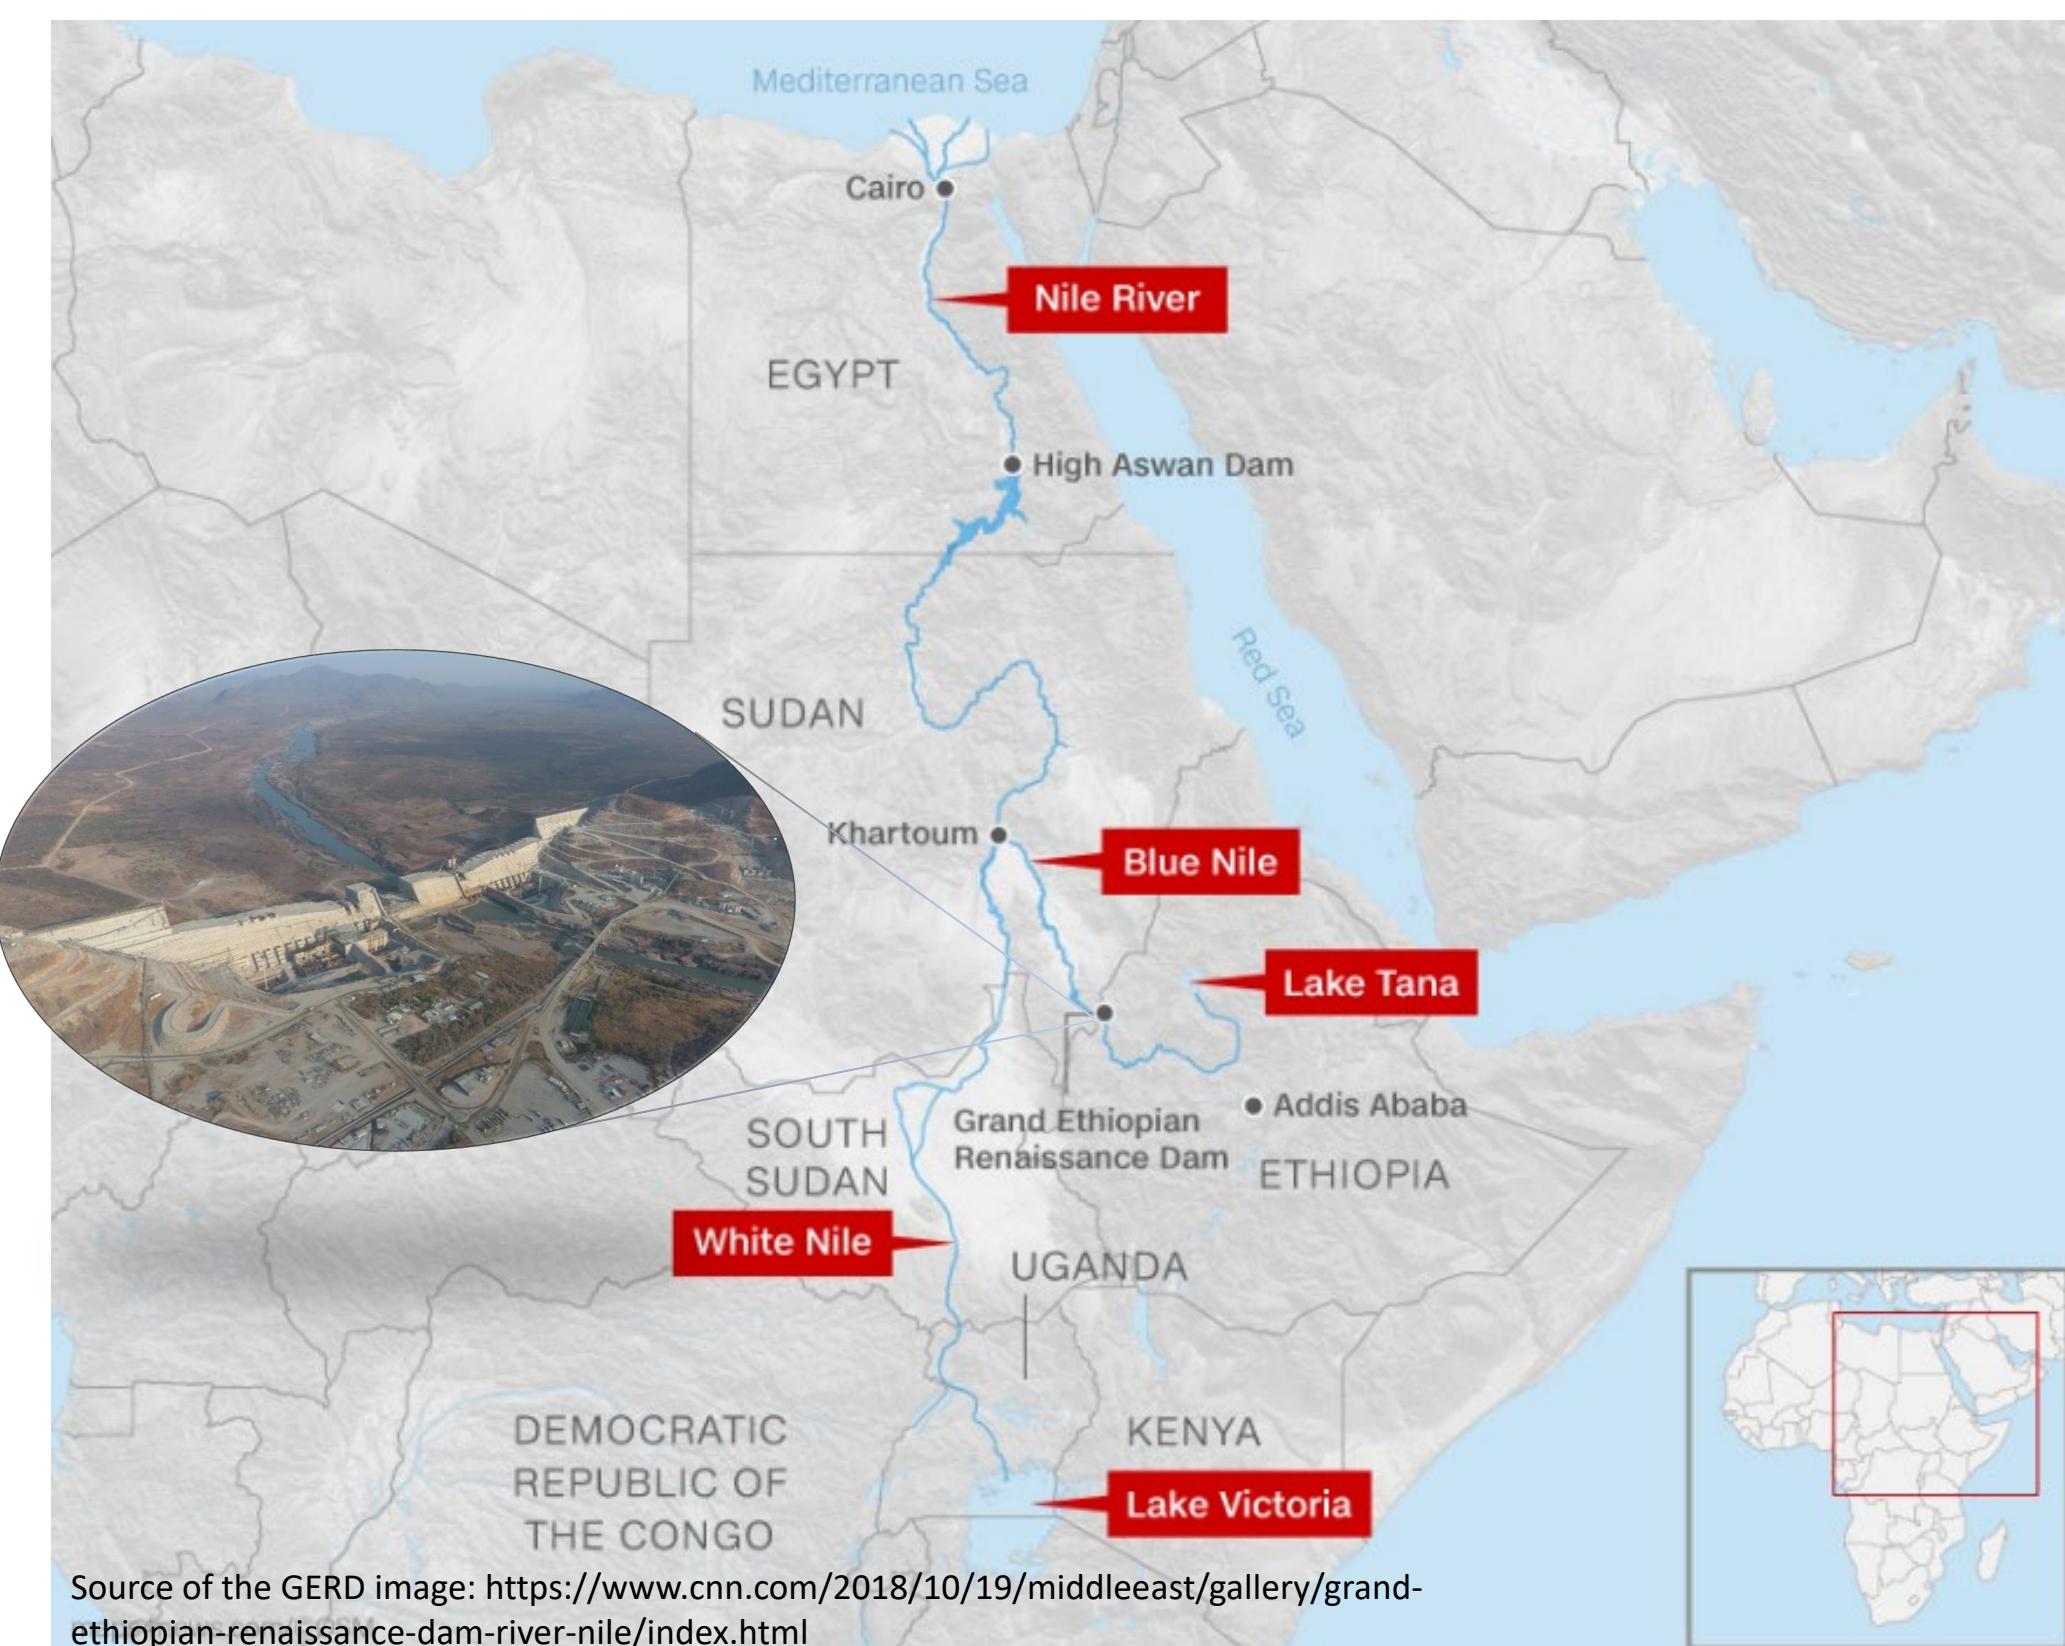 Mediterranean Sea
Cairo
Nile River
EGYPT
High Aswan Dam
Red Sea
SUDAN
Khartoum
Blue Nile
Lake Tana
Addis Ababa
Grand Ethiopian
Renaissance Dam
SOUTH
SUDAN
ETHIOPIA
White Nile
UGANDA
DEMOCRATIC
REPUBLIC OF
THE CONGO
KENYA
Lake Victoria
Source of the GERD image: https://www.cnn.com/2018/10/19/middleeast/gallery/grand-
ethiopian-renaissance-dam-river-nile/index.html